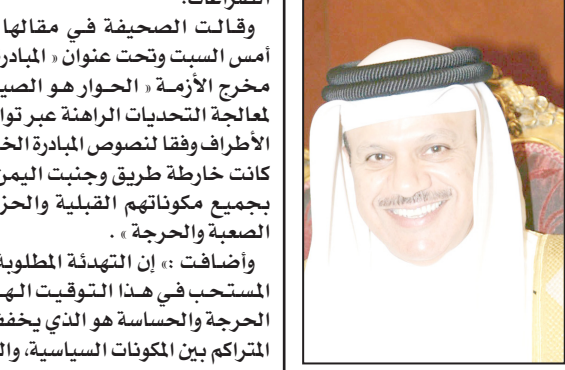 الصراعات.
وقالت الصحيفة في مقالها
أمس السبت وتحت عنوان « المبادر
مخرج الأزمة « الحوار هو الصي
لمعالجة التحديات الراهنة عبر توا
الأطراف وفقا لنصوص المبادرة الخ
كانت خارطة طريق وجنبت اليمن
بجميع مكوناتهم القبلية والحز
الصعبة والحرجة » .
وأضافت :» إن التهدئة المطلوبة
المستحب في هذا التوقيت اله
الحرجة والحساسة هو الذي يخفف
المتراكم بين المكونات السياسية، وال